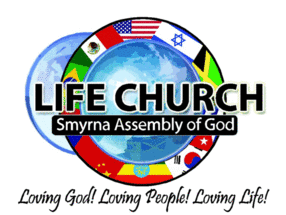 LIFE CHURCH
Smyrna Assembly of God
Loving God! Loving People! Loving Life!